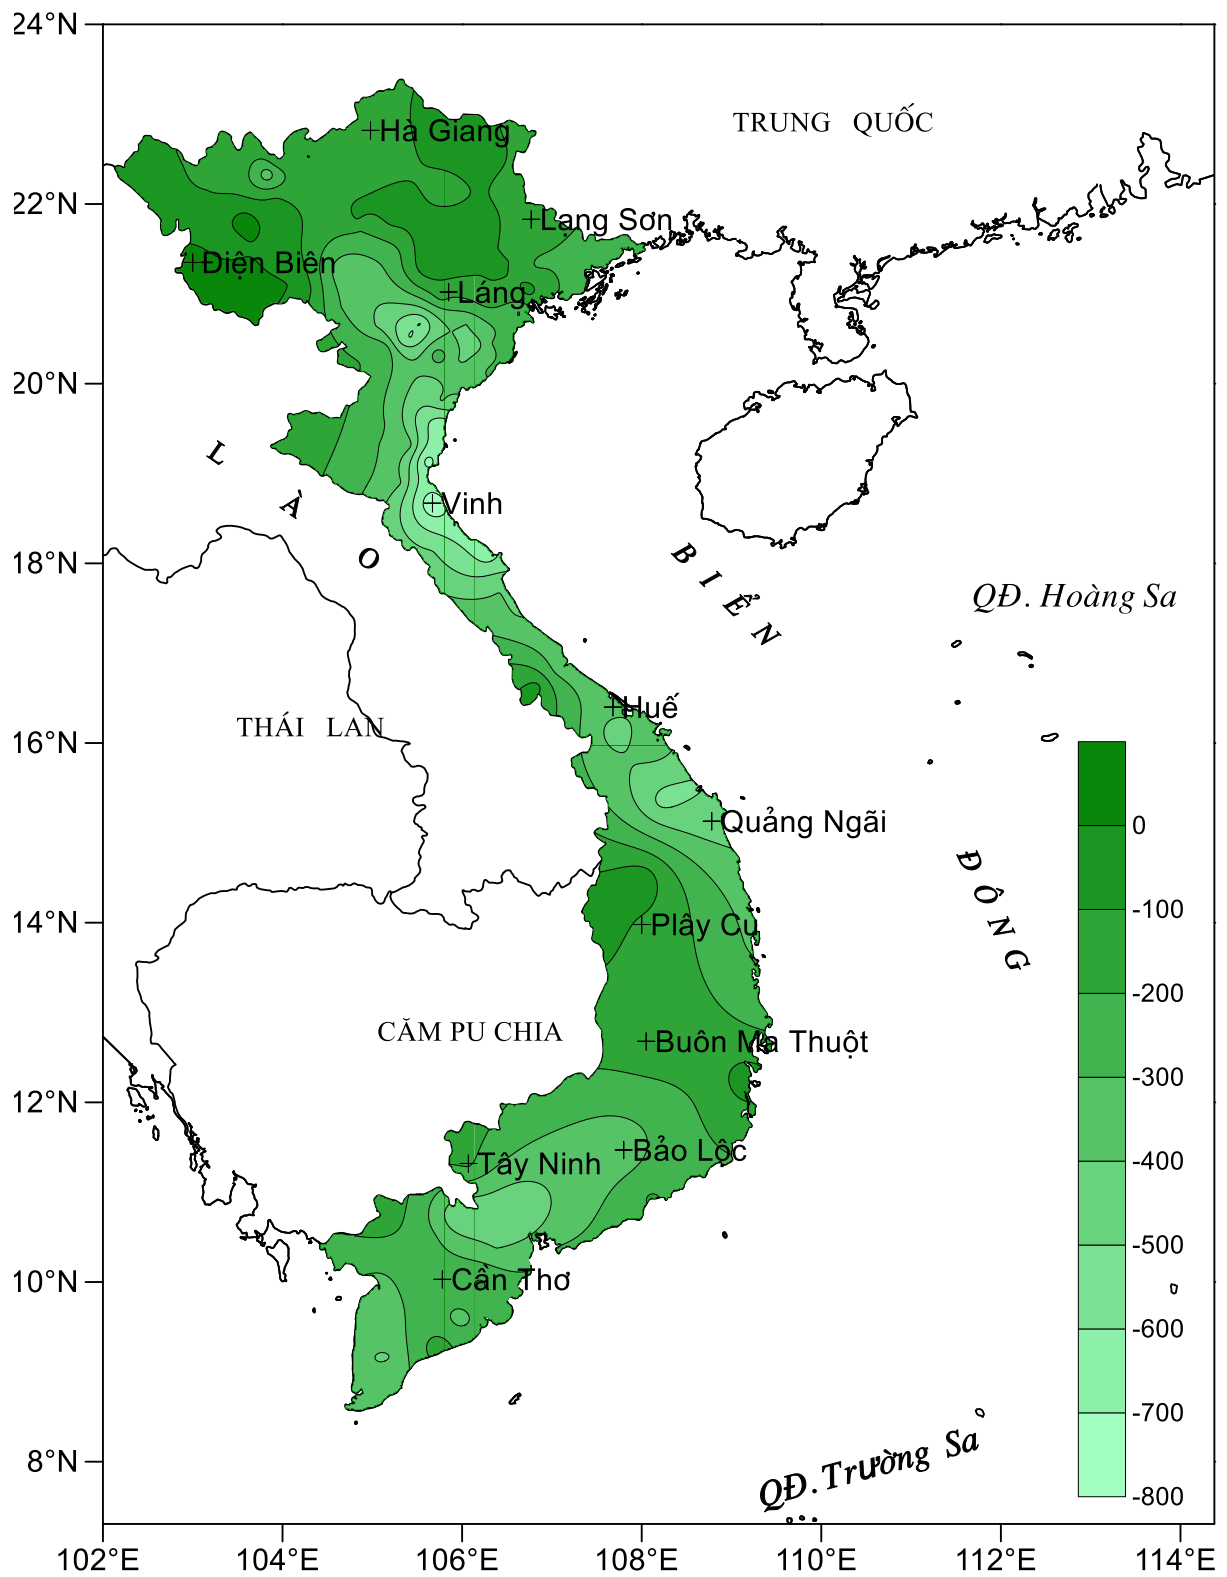 24°N
TRUNG QUỐC
Hà Giang
22°N
Lạng Sơn
Điện Biên
Láng
20°N
LÀO
Vinh
18°N
BIỂN
QĐ. Hoàng Sa
Huế
THÁI LAN
16°N
Quảng Ngãi
0
ĐÔNG
-100
14°N
Plây Cu
-200
CĂM PU CHIA
Buôn Ma Thuột
-300
12°N
Bảo Lộc
-400
Tây Ninh
-500
10°N
Cần Thơ
-600
-700
8°N
QĐ. Trường Sa
-800
102°E 104°E 106°E 108°E 110°E 112°E 114°E